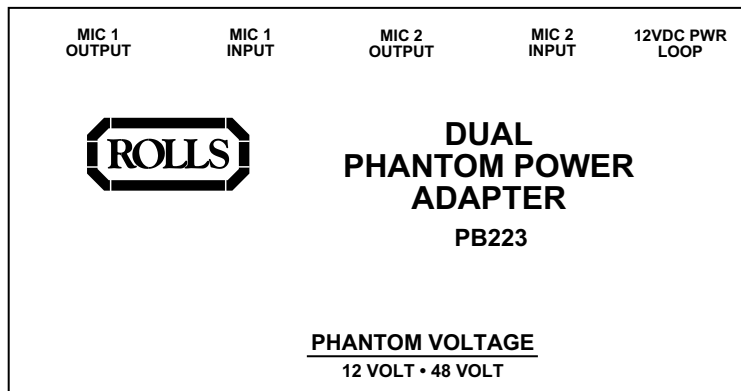 MIC 1 OUTPUT
MIC 1 INPUT
MIC 2 OUTPUT
MIC 2 INPUT
12VDC PWR LOOP
ROLLS
DUAL
PHANTOM POWER
ADAPTER
PB223
PHANTOM VOLTAGE
12 VOLT • 48 VOLT